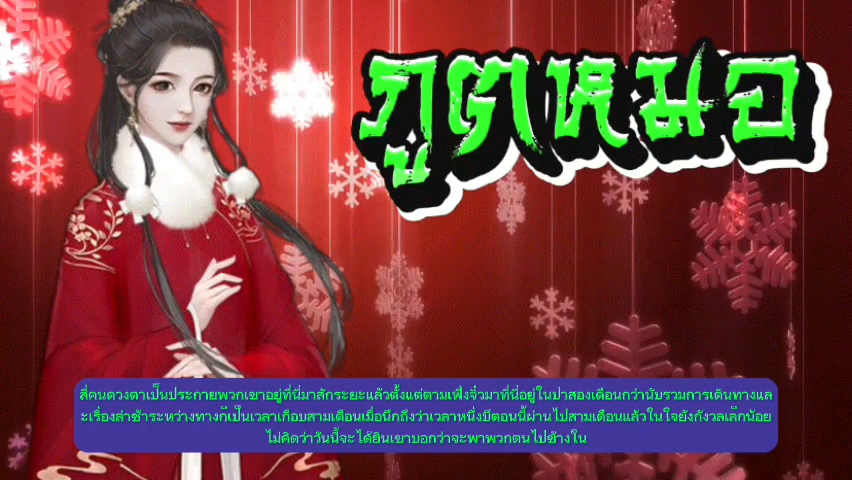 ภูตหมอ
สี่คนดวงตาเป็นประกายพวกเขาอยู่ที่นี่มาสักระยะแล้วตั้งแต่ตามเฟิ่งจิ่วมาที่นี่อยู่ในป่าสองเดือนกว่านับรวมการเดินทางแล
ะเรื่องล่าช้าระหว่างทางก็เป็นเวลาเกือบสามเดือนเมื่อนึกถึงว่าเวลาหนึ่งปีตอนนี้ผ่านไปสามเดือนแล้วในใจยังกังวลเล็กน้อย
ไม่คิดว่าวันนี้จะได้ยินเขาบอกว่าจะพาพวกตนไปข้างใน